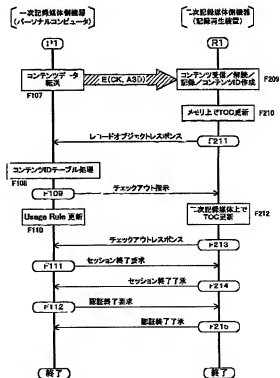 一次記録媒体側機器
(パーソナルコンピュータ)
二次記録媒体側機器
(記録再生装置)
P1
R1
コンテンツデータ
転送
F107
E(CK, A3D)
コンテンツ受信／解読／
記録／コンテンツID作成
F209
メモリ上でTOC更新
F210
レコードオブジェクトレスポンス
F211
コンテンツIDテーブル処理
F108
F109
チェックアウト指示
Usage Rule 更新
F110
二次記録媒体上で
TOC更新
F212
チェックアウトレスポンス
F213
F111
セッション終了要求
セッション終了了承
F214
F112
認証終了要求
認証終了了承
F215
終了
終了